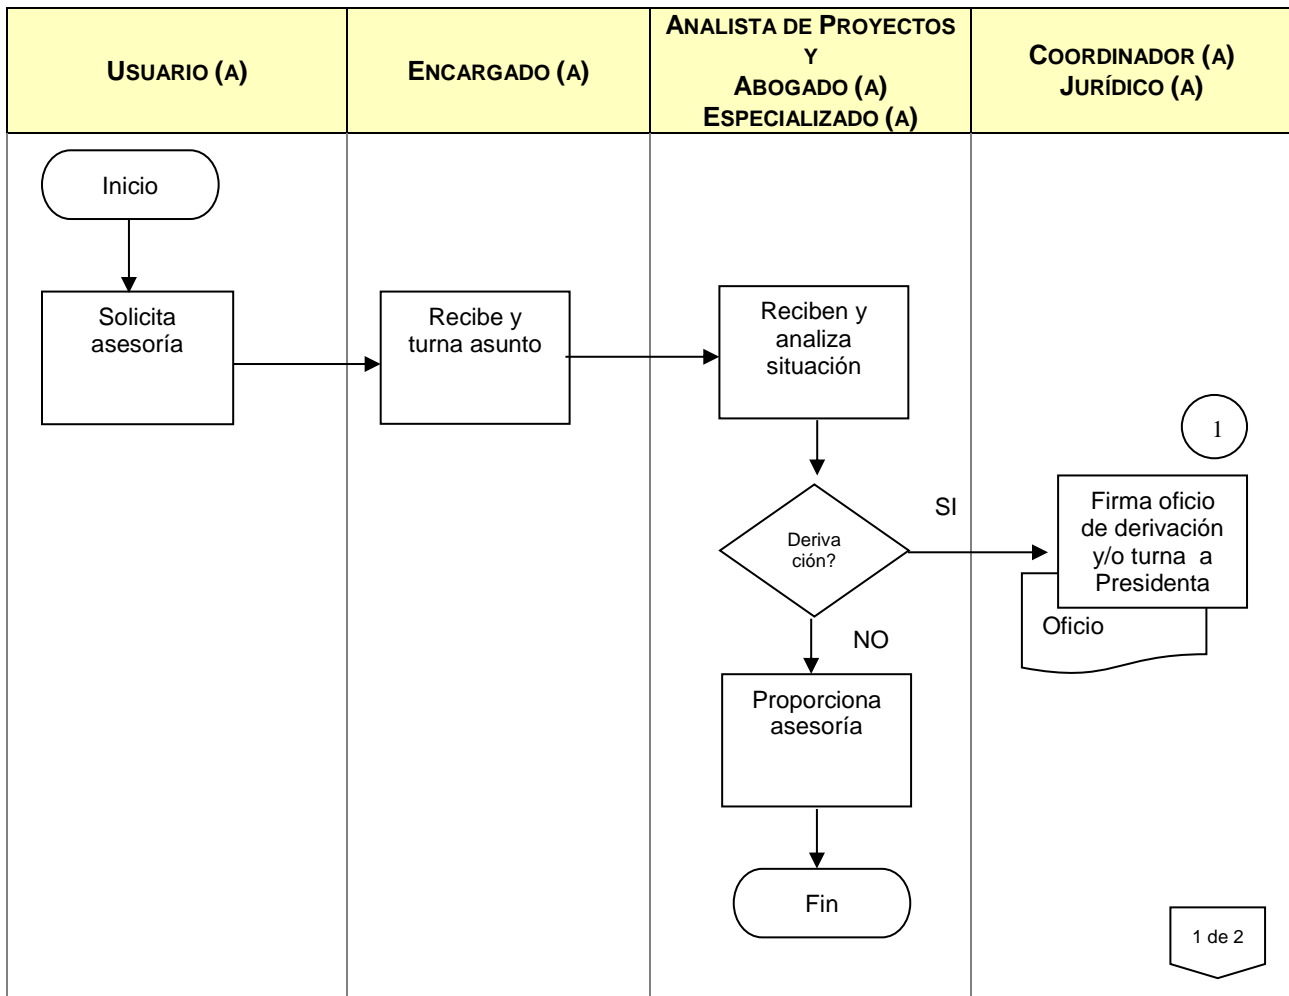 USUARIO (A)
ENCARGADO (A)
ANALISTA DE PROYECTOS
Y
ABOGADO (A)
ESPECIALIZADO (A)
COORDINADOR (A)
JURÍDICO (A)
Inicio
Solicita
asesoría
Recibe y
turna asunto
Reciben y
analiza
situación
1
Deriva
ción?
SI
Firma oficio
de derivación
y/o turna a
Presidenta
Oficio
NO
Proporciona
asesoría
Fin
1 de 2